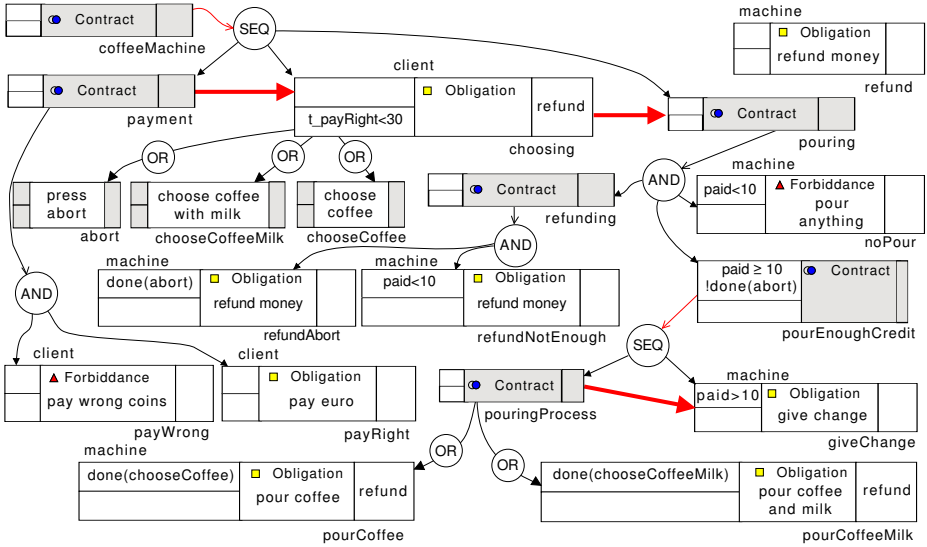 Contract
coffeeMachine
SEQ
machine
Obligation
refund money
refund
Contract
payment
client
Obligation
refund
t_payRight<30
choosing
Contract
pouring
OR
OR
OR
press
abort
abort
choose coffee
with milk
chooseCoffeeMilk
choose
coffee
chooseCoffee
Contract
refunding
AND
machine
paid<10
Forbiddance
pour
anything
noPour
AND
AND
machine
done(abort)
Obligation
refund money
refundAbort
machine
paid<10
Obligation
refund money
refundNotEnough
paid ≥ 10
!done(abort)
Contract
pourEnoughCredit
SEQ
client
Forbiddance
pay wrong coins
payWrong
client
Obligation
pay euro
payRight
Contract
pouringProcess
machine
paid>10
Obligation
give change
giveChange
OR
OR
machine
done(chooseCoffee)
Obligation
pour coffee
refund
pourCoffee
done(chooseCoffeeMilk)
Obligation
pour coffee
and milk
refund
pourCoffeeMilk